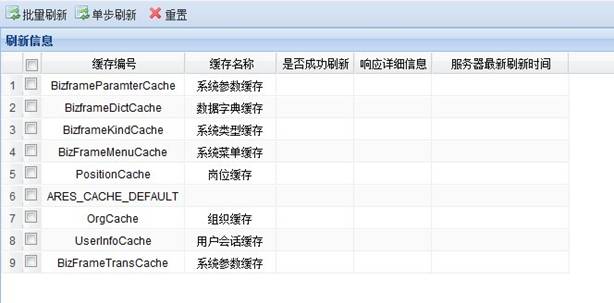 批量刷新 单步刷新 重置
刷新信息
缓存编号 缓存名称 是否成功刷新 响应详细信息 服务器最新刷新时间
1 BizframeParamterCache 系统参数缓存
2 BizframeDictCache 数据字典缓存
3 BizframeKindCache 系统类型缓存
4 BizFrameMenuCache 系统菜单缓存
5 PositionCache 岗位缓存
6 ARES_CACHE_DEFAULT
7 OrgCache 组织缓存
8 UserInfoCache 用户会话缓存
9 BizFrameTransCache 系统参数缓存